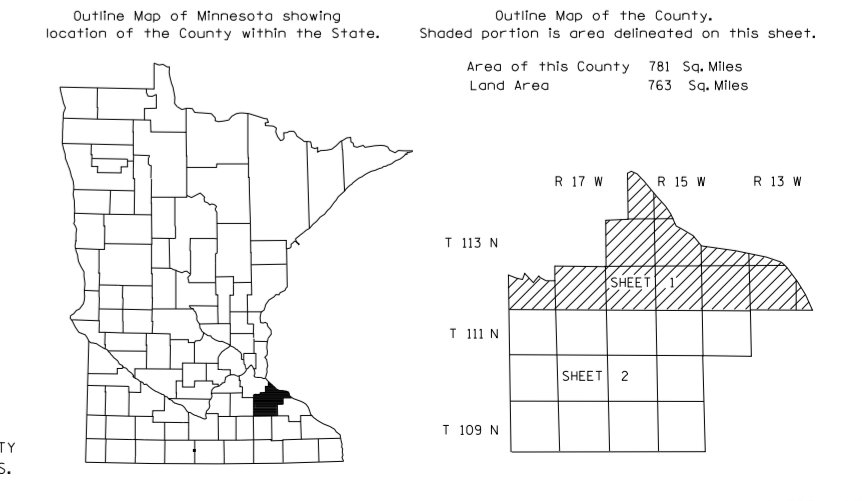 Outline Map of Minnesota showing
location of the County within the State.
Outline Map of the County.
Shaded portion is area delineated on this sheet.
Area of this County 781 Sq. Miles
Land Area 763 Sq. Miles
R 17 W R 15 W R 13 W
T 113 N
SHEET 1
T 111 N
SHEET 2
T 109 N
TY
S.